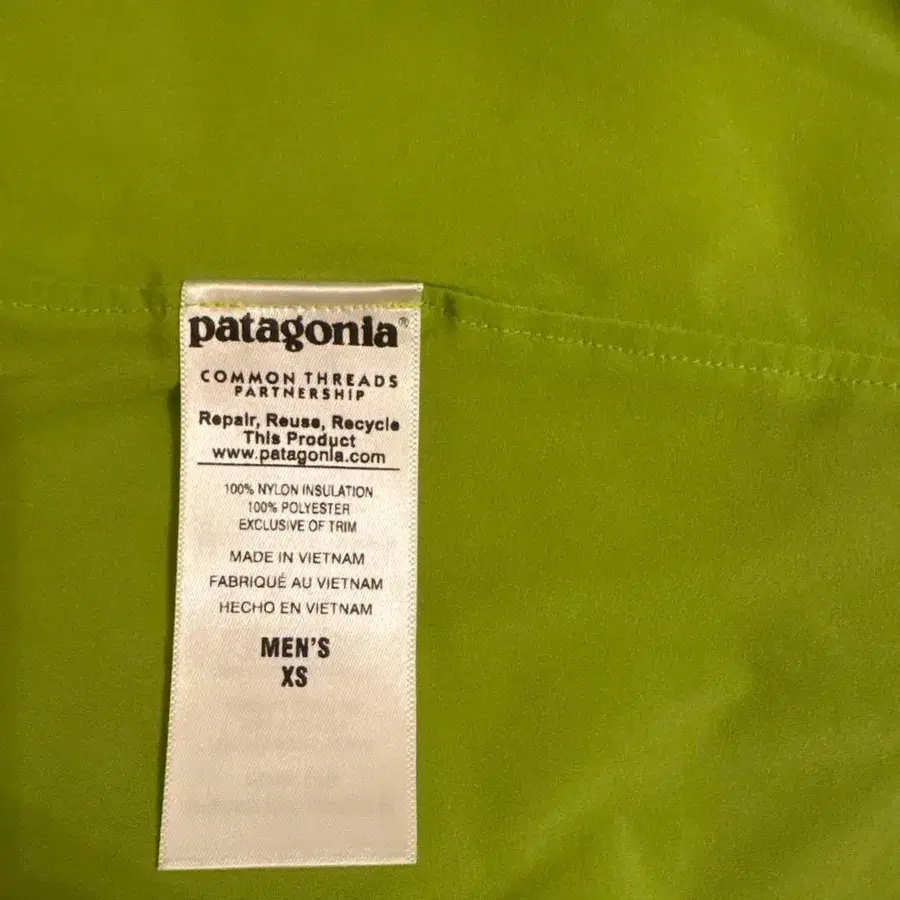 patagonia®
COMMON THREADS
PARTNERSHIP
Repair, Reuse, Recycle
This Product
www.patagonia.com
100% NYLON INSULATION
100% POLYESTER
EXCLUSIVE OF TRIM
MADE IN VIETNAM
FABRIQUÉ AU VIETNAM
HECHO EN VIETNAM
MEN'S
XS